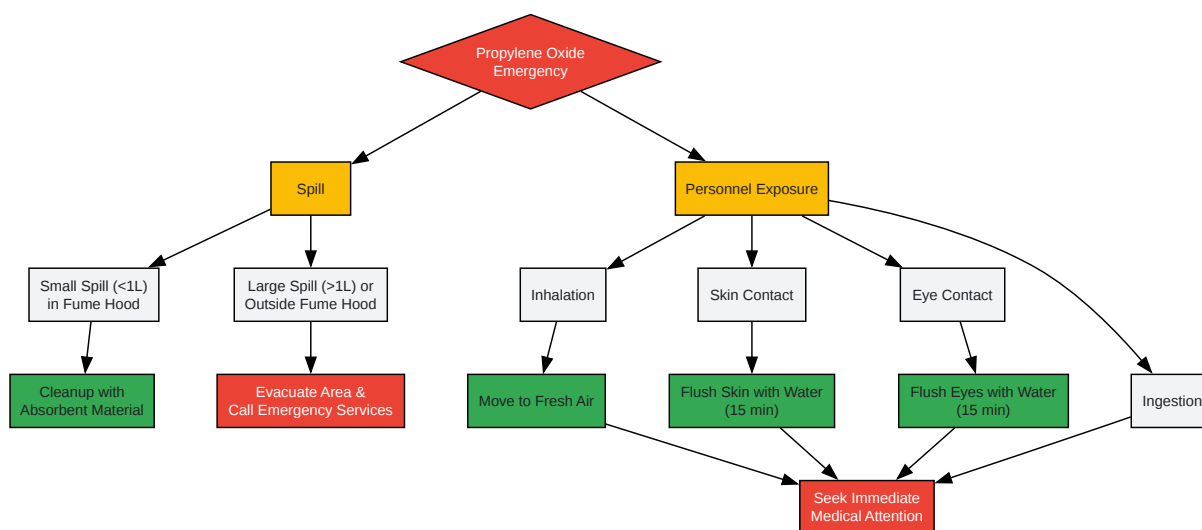 Propylene Oxide
Emergency
Spill
Personnel Exposure
Small Spill (<1L)
in Fume Hood
Large Spill (>1L) or
Outside Fume Hood
Inhalation
Skin Contact
Eye Contact
Cleanup with
Absorbent Material
Evacuate Area &
Call Emergency Services
Move to Fresh Air
Flush Skin with Water
(15 min)
Flush Eyes with Water
(15 min)
Ingestion
Seek Immediate
Medical Attention